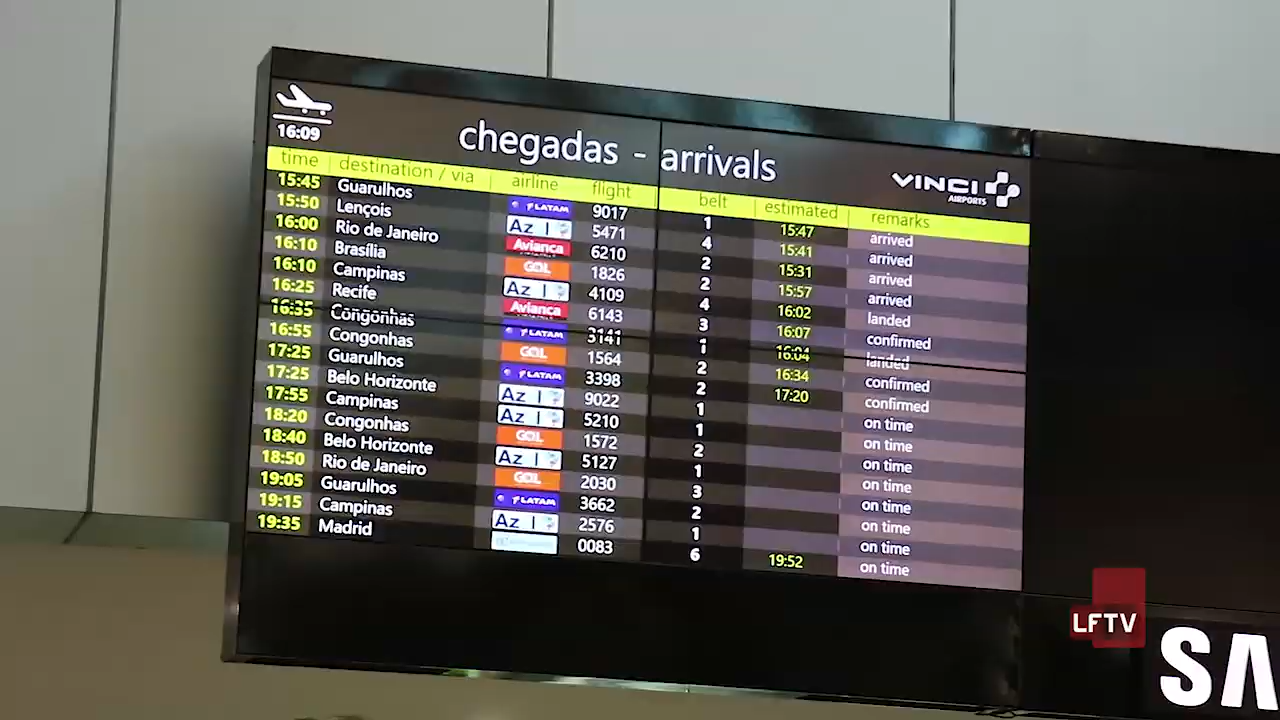 16:09
chegadas - arrivals
VINCI
AIRPORTS
time destination / via airline flight belt estimated remarks
15:45 Guarulhos LATAM 9017 1 15:47 arrived
15:50 Lençois Az l 5471 4 15:41 arrived
16:00 Rio de Janeiro Avianca 6210 2 15:31 arrived
16:10 Brasília GOL 1826 2 15:57 arrived
16:10 Campinas Az l 4109 4 16:02 landed
16:25 Recife Avianca 6143 3 16:07 confirmed
16:35 Congonhas LATAM 3141 1 16:04 landed
16:55 Congonhas GOL 1564 2 16:34 confirmed
17:25 Guarulhos LATAM 3398 2 17:20 confirmed
17:25 Belo Horizonte Az l 9022 1 on time
17:55 Campinas Az l 5210 1 on time
18:20 Congonhas GOL 1572 2 on time
18:40 Belo Horizonte Az l 5127 1 on time
18:50 Rio de Janeiro GOL 2030 3 on time
19:05 Guarulhos LATAM 3662 2 on time
19:15 Campinas Az l 2576 1 on time
19:35 Madrid 0083 6 19:52 on time
LFTV
SA